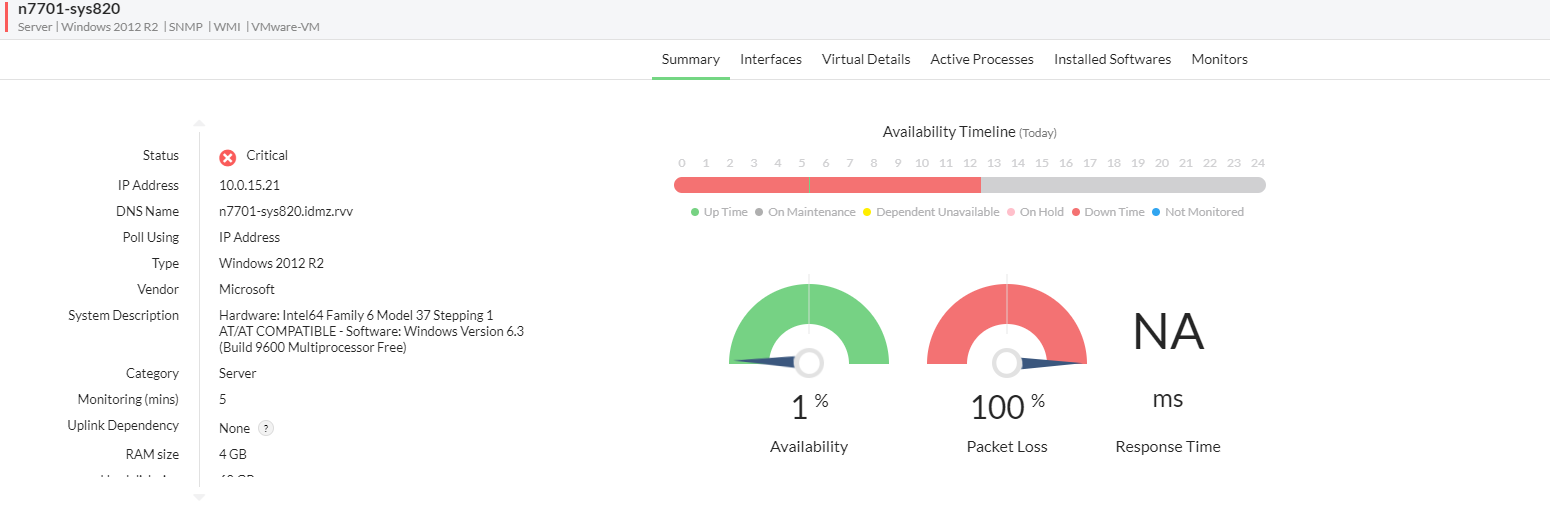 n7701-sys820
Server | Windows 2012 R2 | SNMP | WMI | VMware-VM
Summary Interfaces Virtual Details Active Processes Installed Softwares Monitors
Status Critical
IP Address 10.0.15.21
DNS Name n7701-sys820.idmz.rvv
Poll Using IP Address
Type Windows 2012 R2
Vendor Microsoft
System Description Hardware: Intel64 Family 6 Model 37 Stepping 1
AT/AT COMPATIBLE - Software: Windows Version 6.3
(Build 9600 Multiprocessor Free)
Category Server
Monitoring (mins) 5
Uplink Dependency None ?
RAM size 4 GB
Availability Timeline (Today)
0 1 2 3 4 5 6 7 8 9 10 11 12 13 14 15 16 17 18 19 20 21 22 23 24
Up Time On Maintenance Dependent Unavailable On Hold Down Time Not Monitored
1 %
Availability
100 %
Packet Loss
NA
ms
Response Time